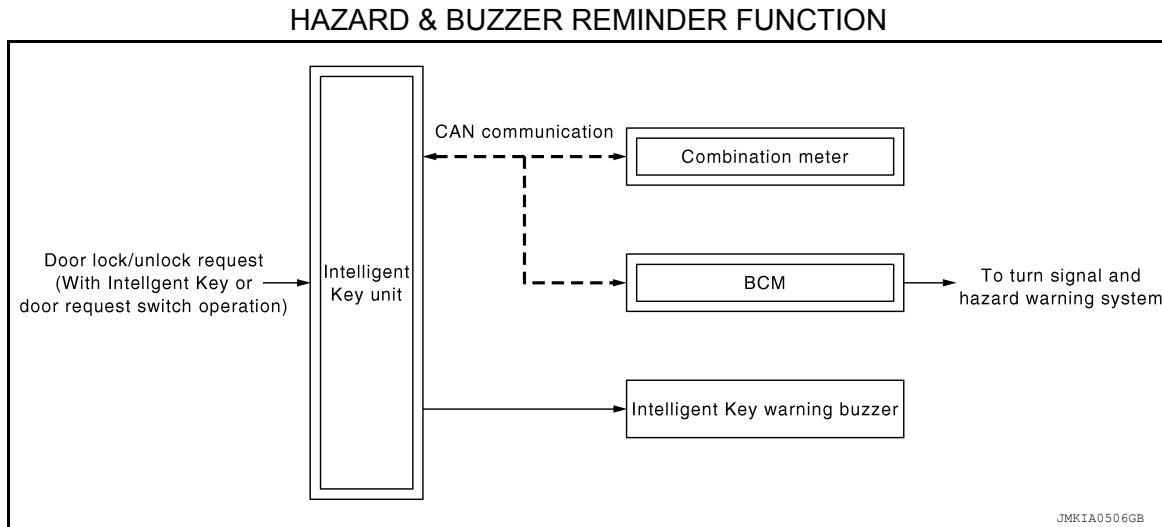 HAZARD & BUZZER REMINDER FUNCTION
CAN communication
Combination meter
Door lock/unlock request
(With Intellgent Key or
door request switch operation)
Intelligent
Key unit
BCM
To turn signal and
hazard warning system
Intelligent Key warning buzzer
JMKIA0506GB